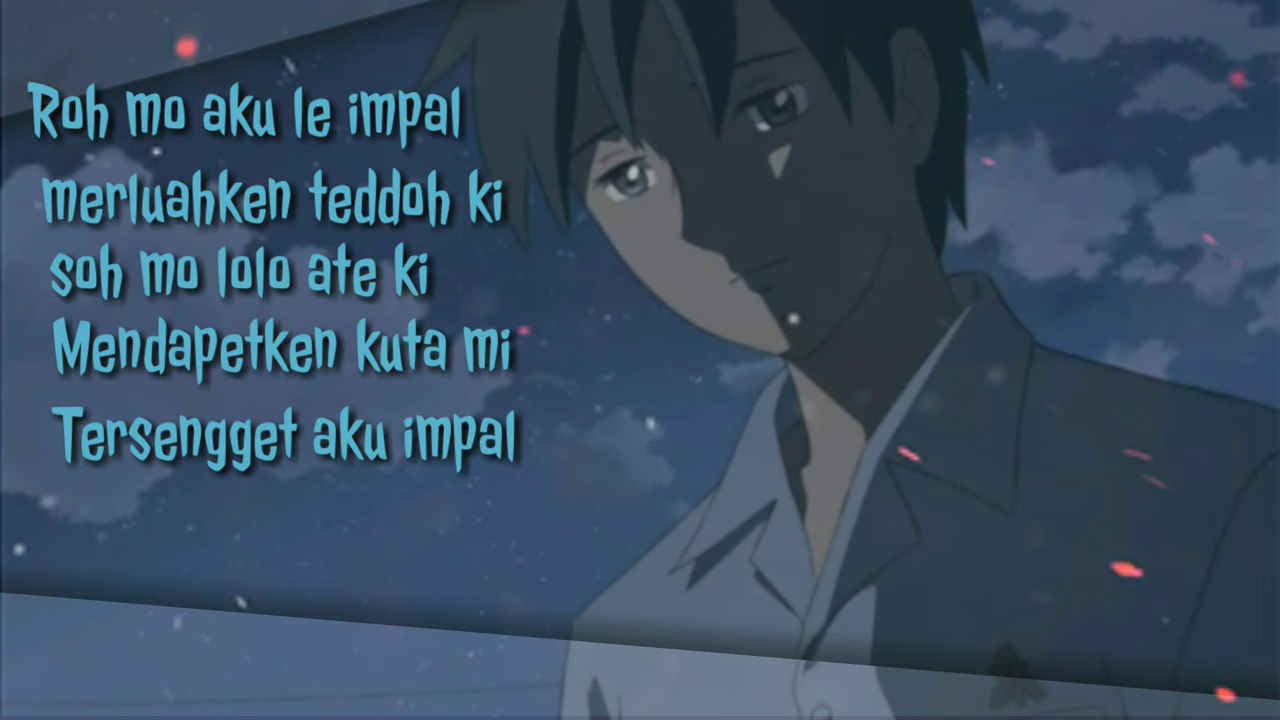 Roh mo aku le impal
merluahken teddoh ki
soh mo lolo ate ki
Mendapetken kuta mi
Tersengget aku impal